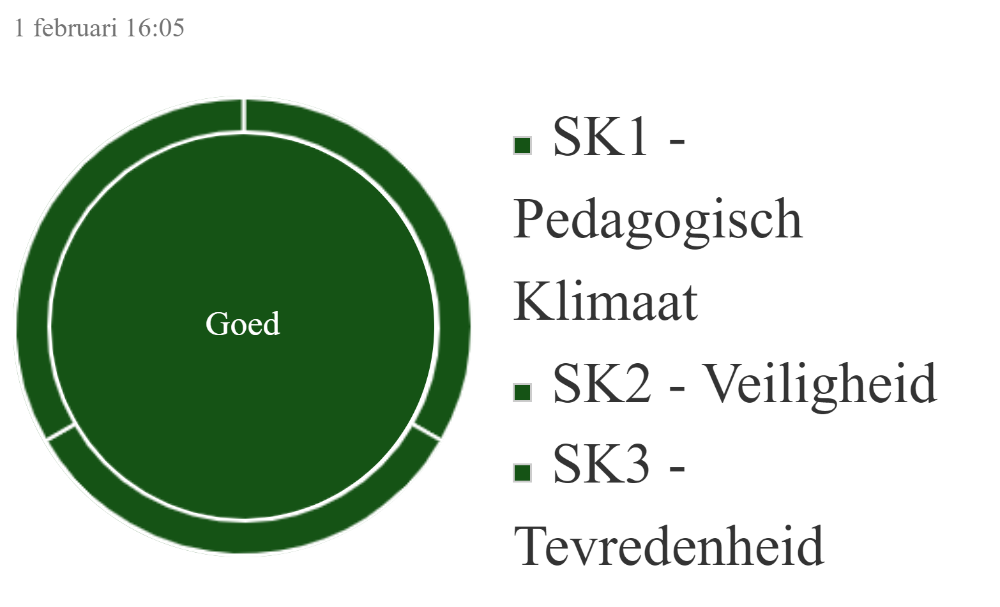 1 februari 16:05
Goed
SK1 -
Pedagogisch
Klimaat
SK2 - Veiligheid
SK3 -
Tevredenheid